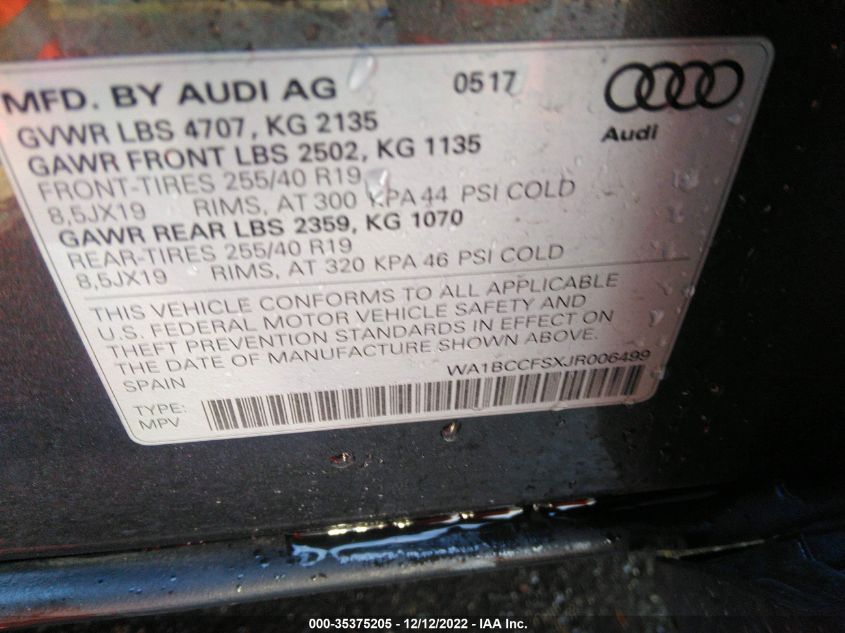 MFD. BY AUDI AG 0517
Audi
GVWR LBS 4707, KG 2135
GAWR FRONT LBS 2502, KG 1135
FRONT-TIRES 255/40 R19
8,5JX19 RIMS, AT 300 KPA 44 PSI COLD
GAWR REAR LBS 2359, KG 1070
REAR-TIRES 255/40 R19
8,5JX19 RIMS, AT 320 KPA 46 PSI COLD
THIS VEHICLE CONFORMS TO ALL APPLICABLE
U.S. FEDERAL MOTOR VEHICLE SAFETY AND
THEFT PREVENTION STANDARDS IN EFFECT ON
THE DATE OF MANUFACTURE SHOWN ABOVE.
SPAIN WA1BCCFSXJR006499
TYPE:
MPV
000-35375205 - 12/12/2022 - IAA Inc.